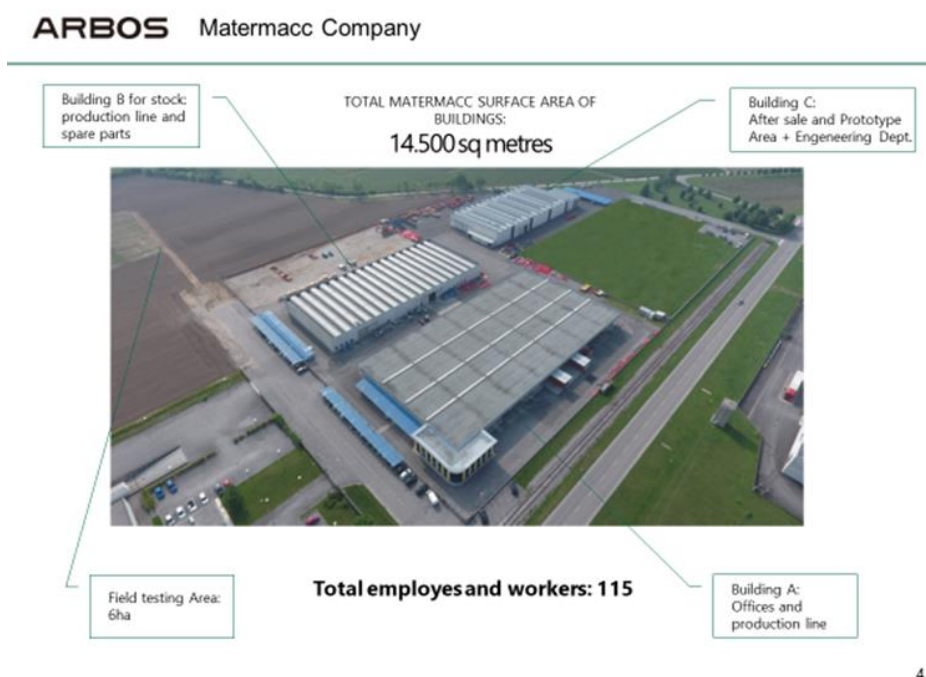 ARBOS Matermacc Company
Building B for stock:
production line and
spare parts
TOTAL MATERMACC SURFACE AREA OF
BUILDINGS:
14.500 sq metres
Building C:
After sale and Prototype
Area + Engeneering Dept.
Field testing Area:
6ha
Total employes and workers: 115
Building A:
Offices and
production line
4